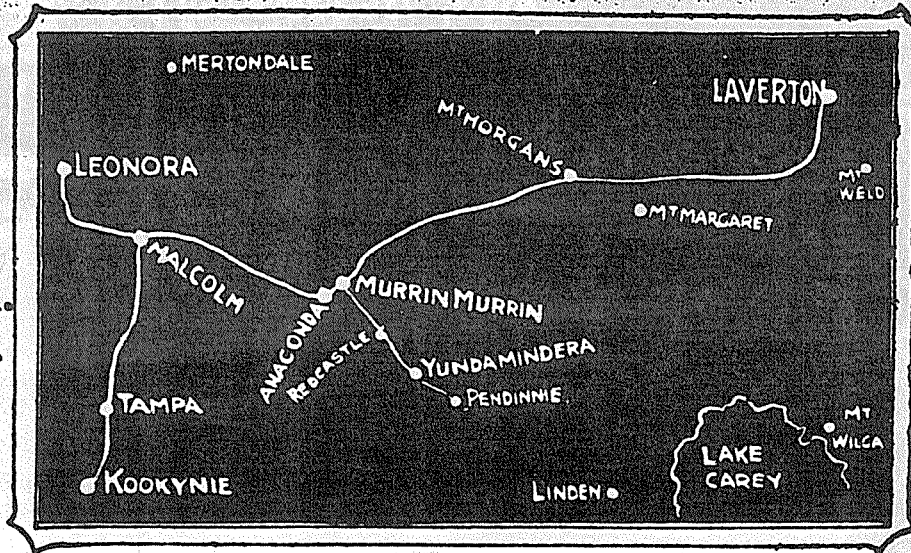 MERTONDALE
LAVERTON
MT MORGANS
LEONORA
MT
WELD
MT MARGARET
MALCOLM
MURRIN MURRIN
ANACONDA
REDCASTLE
YUNDAMINDERA
PENDINNIE.
TAMPA
MT
WILGA
LAKE
CAREY
KOOKYNIE
LINDEN